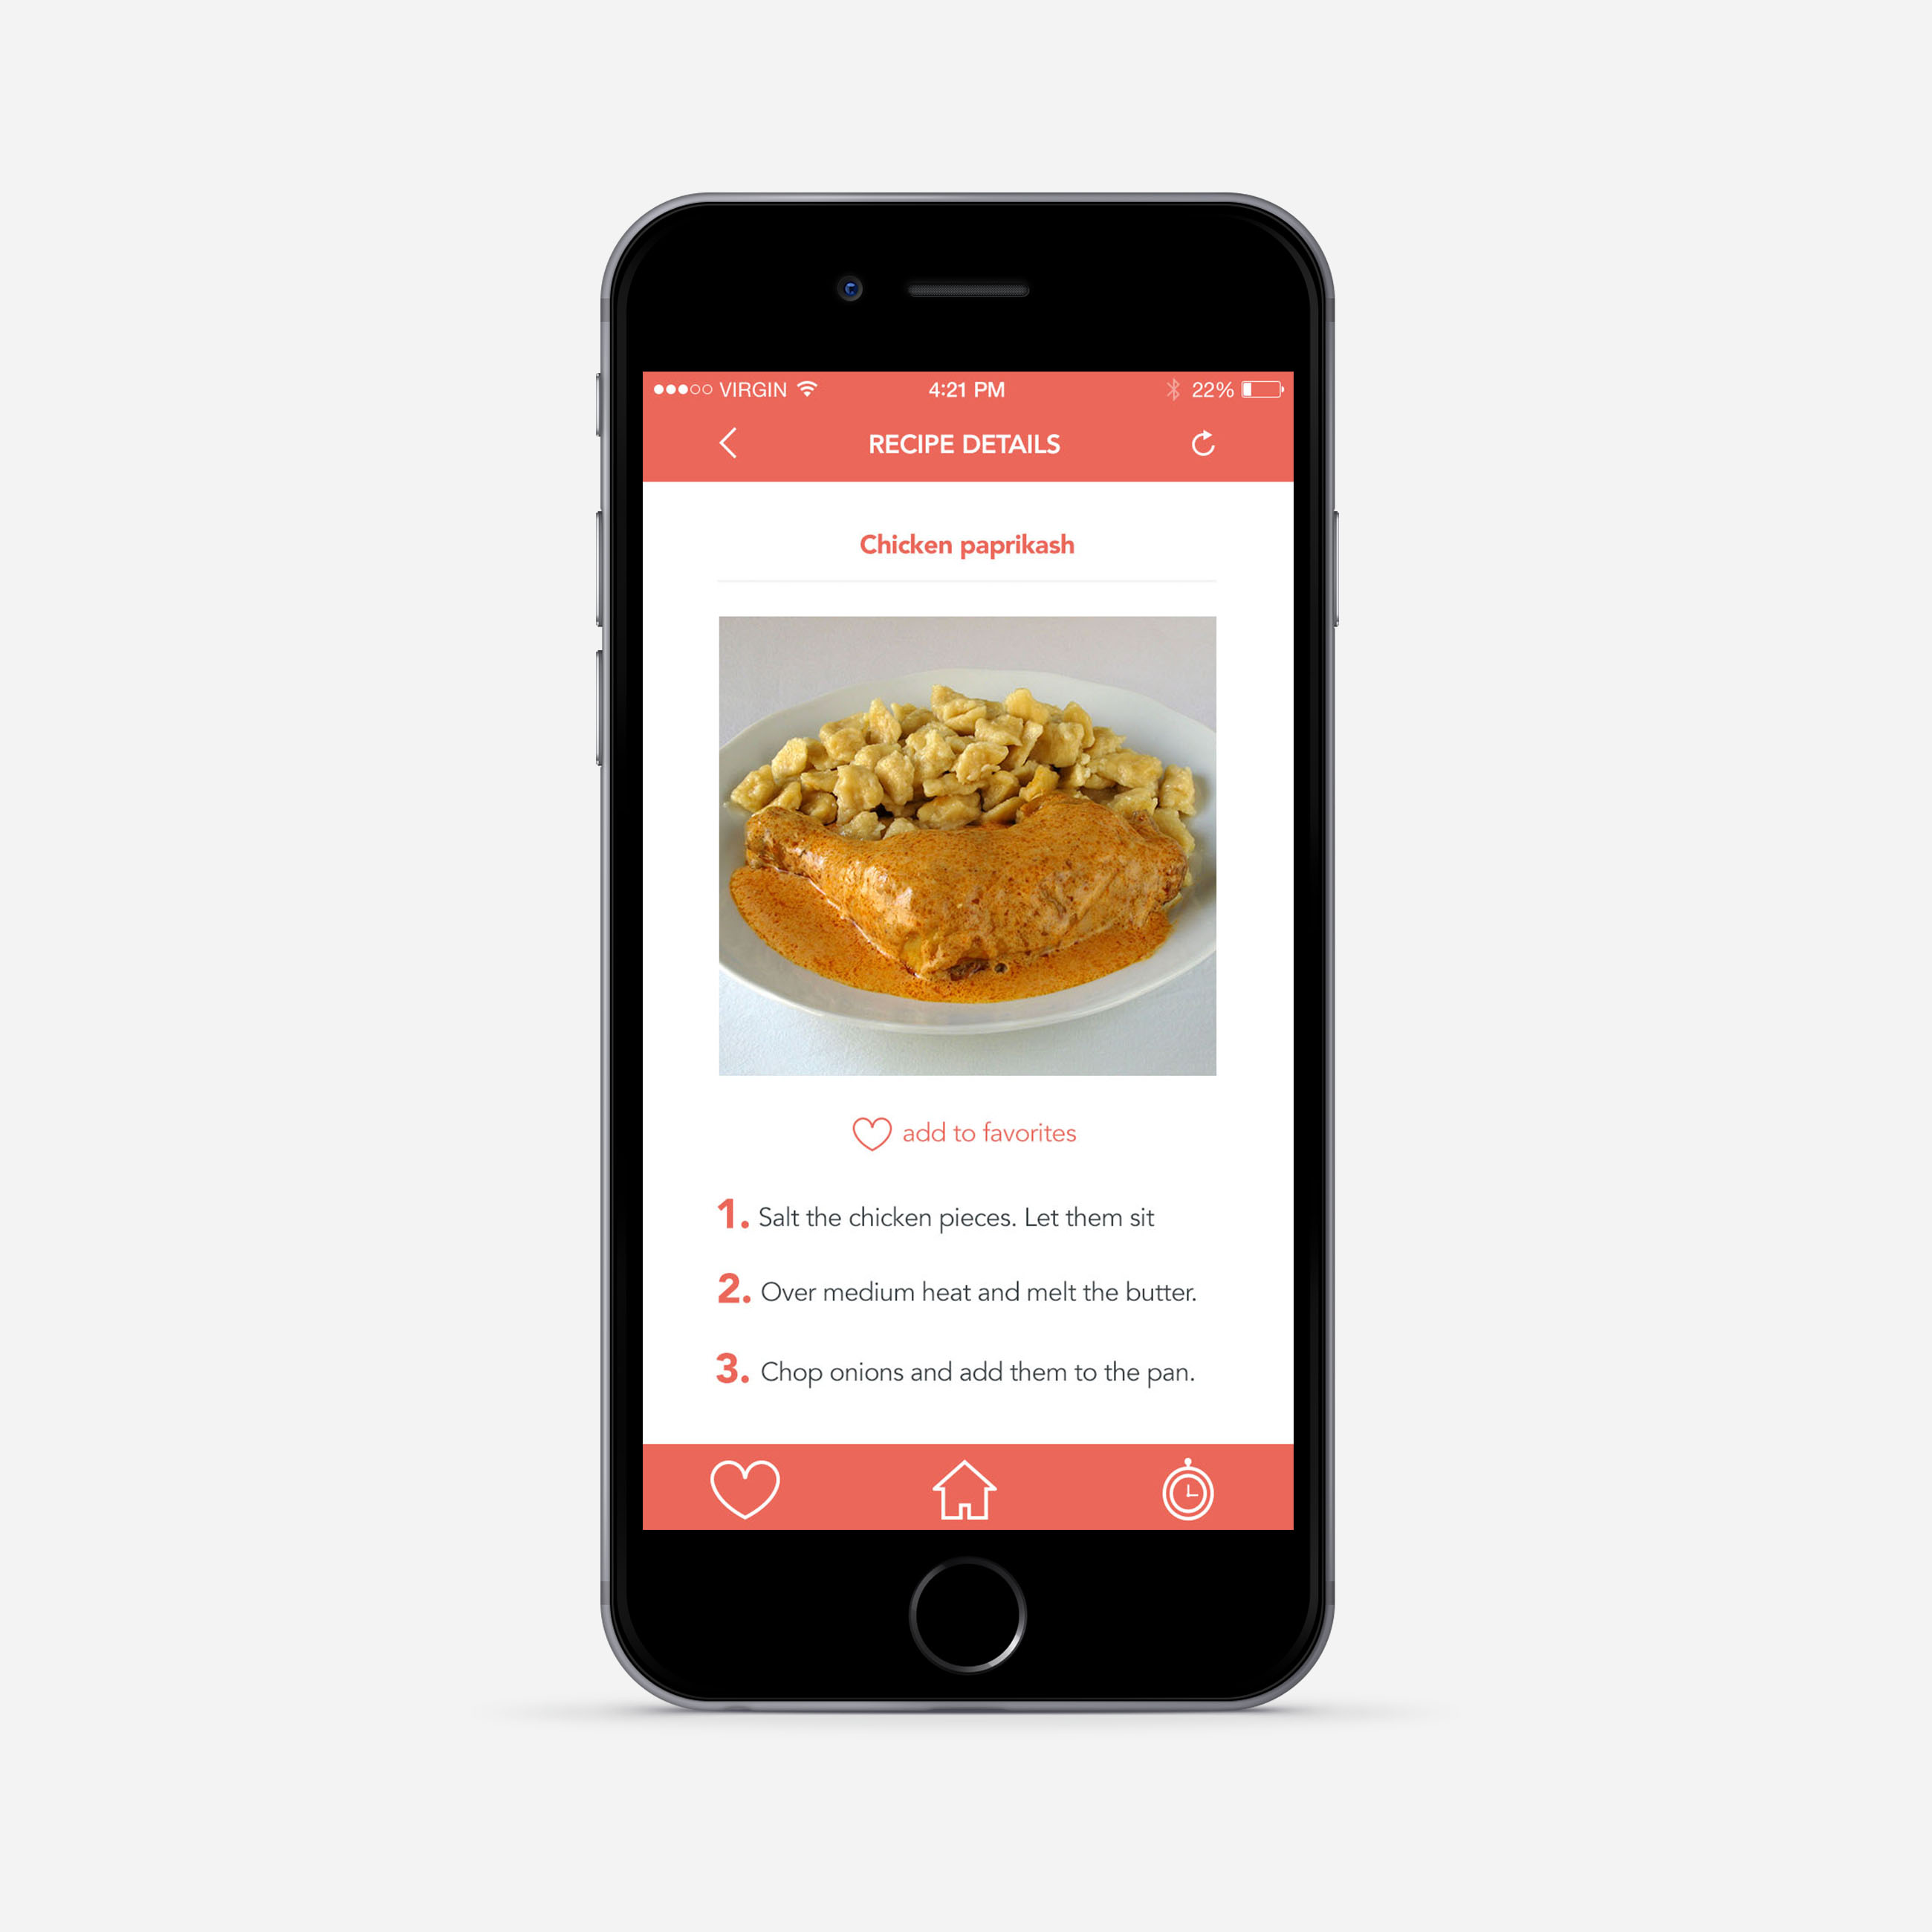 VIRGIN 4:21 PM 22%
RECIPE DETAILS
Chicken paprikash
add to favorites
1. Salt the chicken pieces. Let them sit
2. Over medium heat and melt the butter.
3. Chop onions and add them to the pan.